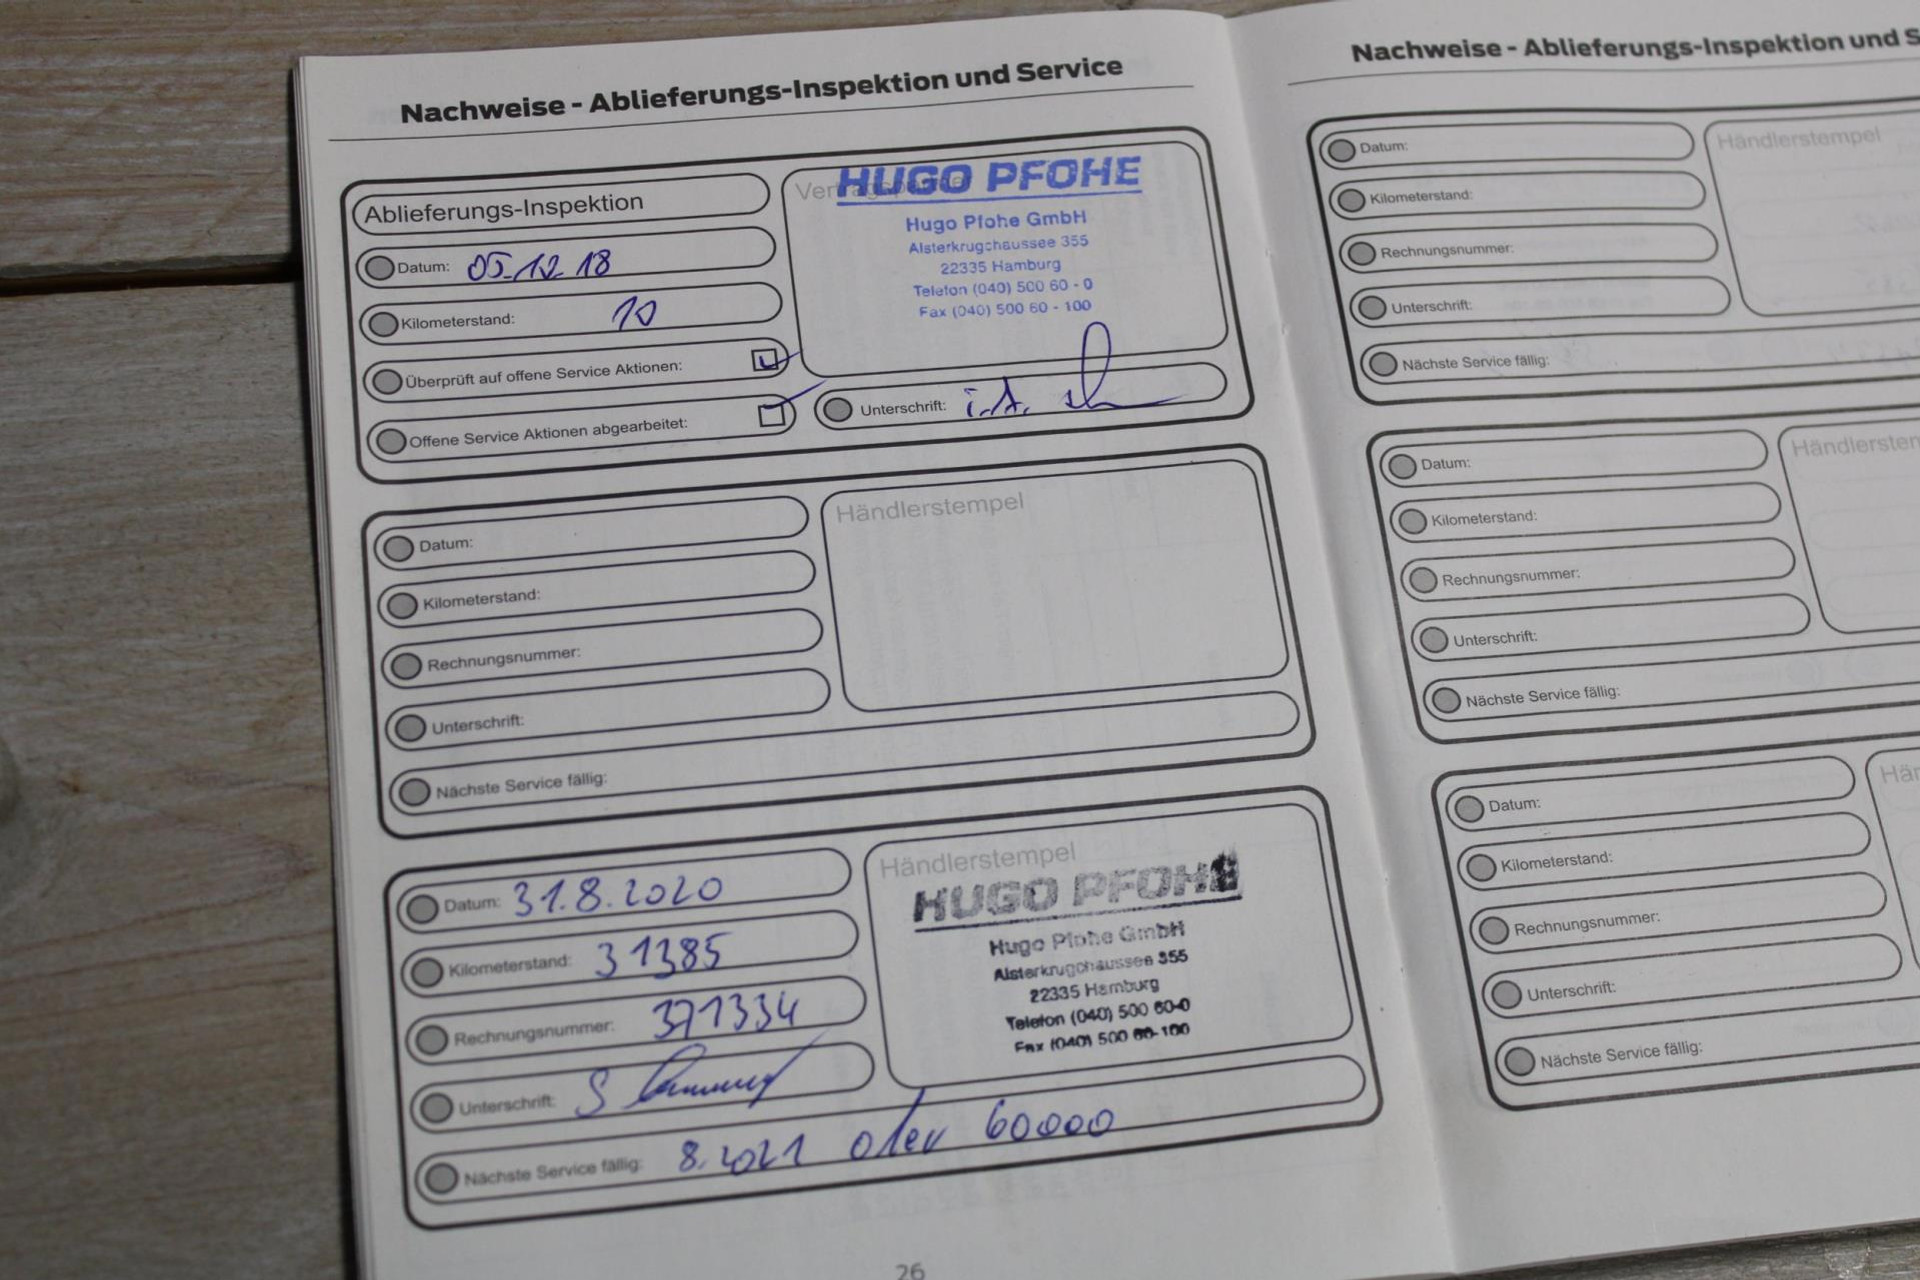 Nachweise - Ablieferungs-Inspektion und Service
Ablieferungs-Inspektion
Datum: 05.12.18
Kilometerstand: 10
Überprüft auf offene Service Aktionen:
Offene Service Aktionen abgearbeitet:
HUGO PFOHE
Hugo Pfohe GmbH
Alsterkrugchaussee 355
22335 Hamburg
Telefon (040) 500 60 - 0
Fax (040) 500 60 - 100
Unterschrift: i.A.
Datum:
Kilometerstand:
Rechnungsnummer:
Unterschrift:
Nächste Service fällig:
Händlerstempel
Datum: 31.8.2020
Kilometerstand: 31385
Rechnungsnummer: 371334
Unterschrift:
Nächste Service fällig: 8.2021 oder 60000
Händlerstempel
HUGO PFOHE
Hugo Pfohe GmbH
Alsterkrugchaussee 355
22335 Hamburg
Telefon (040) 500 60-0
Fax (040) 500 60-100
26
Nachweise - Ablieferungs-Inspektion und S
Datum:
Kilometerstand:
Rechnungsnummer:
Unterschrift:
Nächste Service fällig:
Händlerstempel
Datum:
Kilometerstand:
Rechnungsnummer:
Unterschrift:
Nächste Service fällig:
Händlerstem
Datum:
Kilometerstand:
Rechnungsnummer:
Unterschrift:
Nächste Service fällig:
Hän